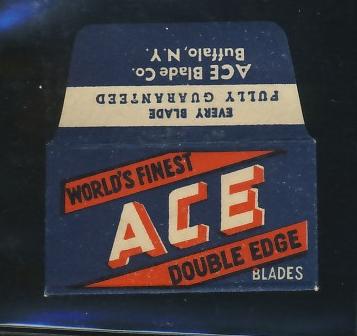 ACE Blade Co.
Buffalo, N.Y.
EVERY BLADE
FULLY GUARANTEED
WORLD'S FINEST
ACE
DOUBLE EDGE
BLADES